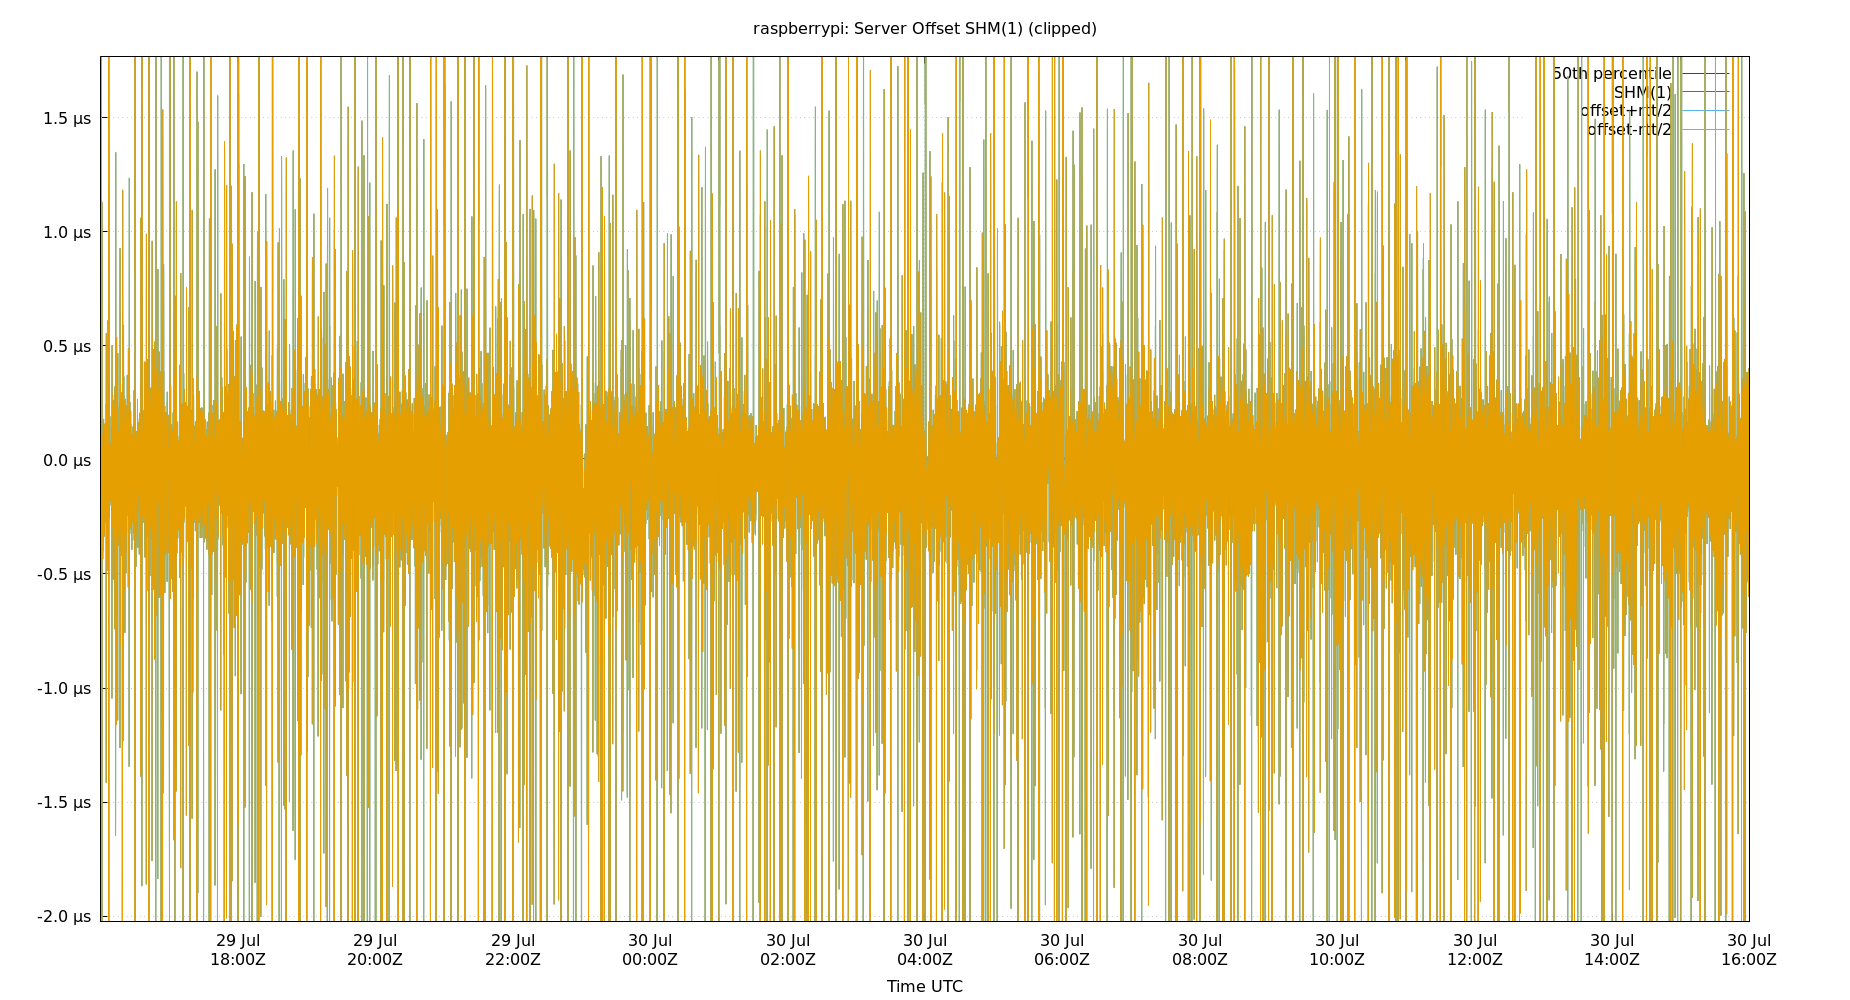 raspberrypi: Server Offset SHM(1) (clipped)
50th percentile
SHM(1)
offset+rtt/2
offset-rtt/2
1.5 µs
1.0 µs
0.5 µs
0.0 µs
-0.5 µs
-1.0 µs
-1.5 µs
-2.0 µs
29 Jul 29 Jul 29 Jul 30 Jul 30 Jul 30 Jul 30 Jul 30 Jul 30 Jul 30 Jul 30 Jul 30 Jul
18:00Z 20:00Z 22:00Z 00:00Z 02:00Z 04:00Z 06:00Z 08:00Z 10:00Z 12:00Z 14:00Z 16:00Z
Time UTC